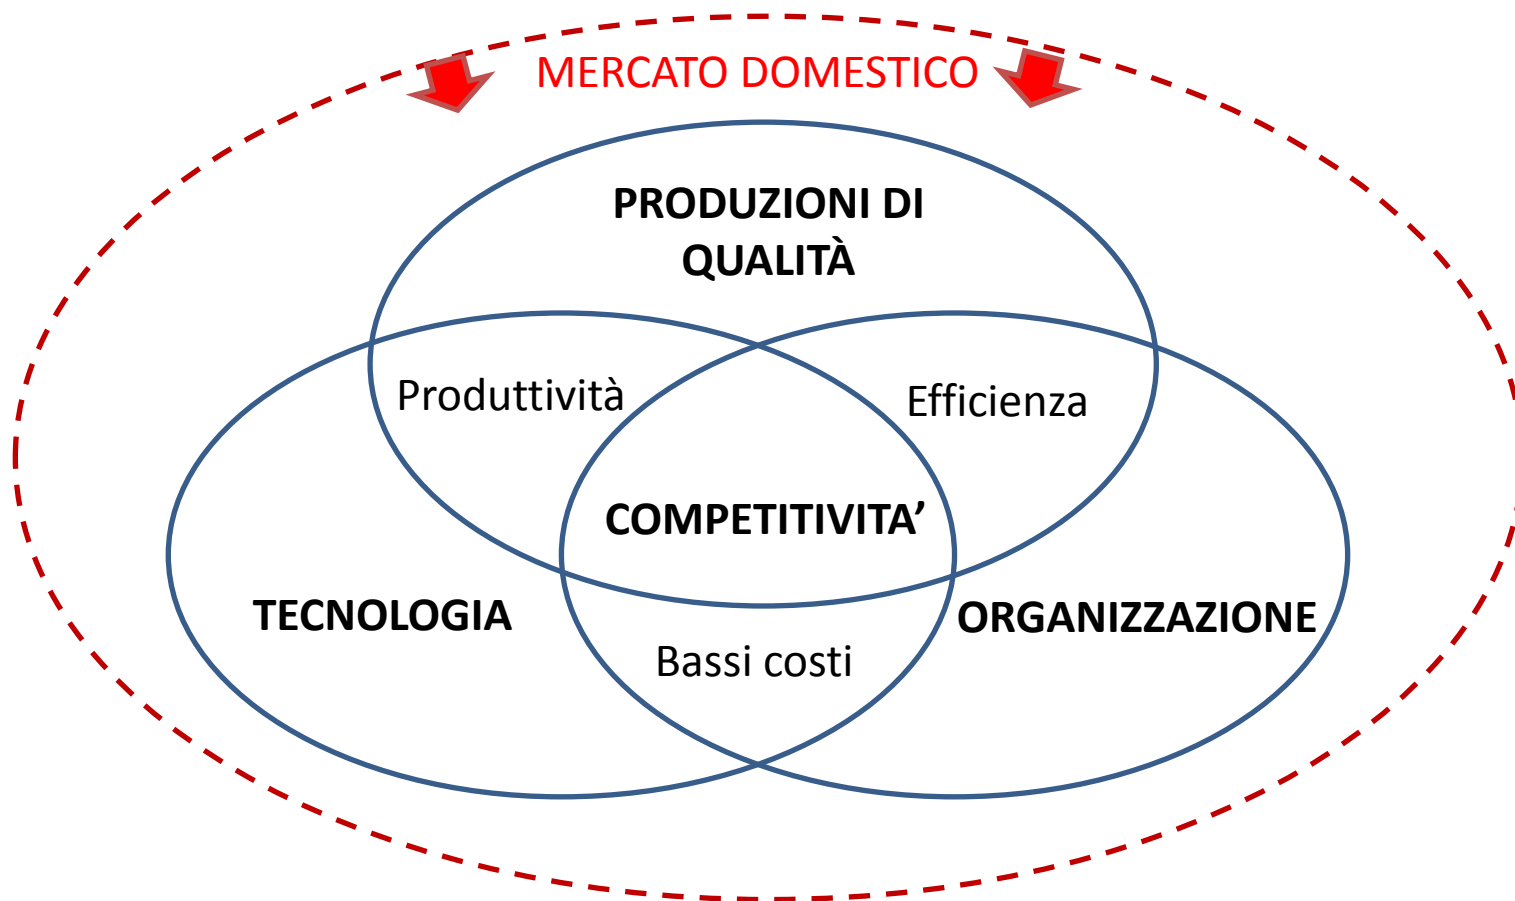 MERCATO DOMESTICO
PRODUZIONI DI
QUALITÀ
Produttività
Efficienza
COMPETITIVITA’
TECNOLOGIA
ORGANIZZAZIONE
Bassi costi